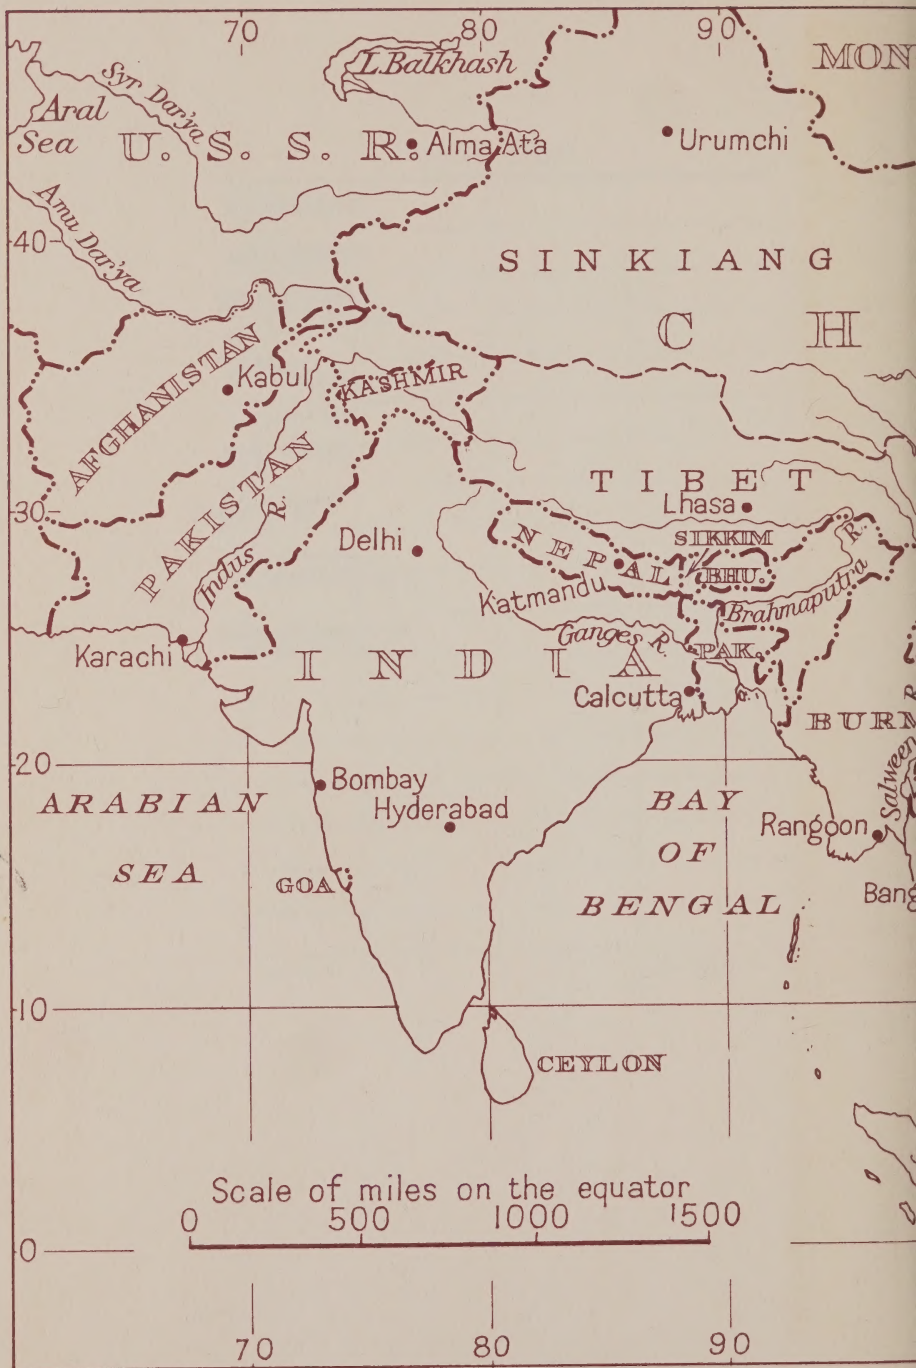 70 80 90
MON
L. Balkhash
Syr Dar'ya
Aral
Sea
U. S. S. R.
Alma Ata
Urumchi
Amu Dar'ya
40
SINKIANG
C H
AFGHANISTAN
Kabul
KASHMIR
PAKISTAN
TIBET
Lhasa
30
Indus R.
Delhi
NEPAL
SIKKIM
BHU.
R.
Katmandu
Brahmaputra
Ganges R.
PAK.
Karachi
INDIA
Calcutta
BURM
20
Salween R.
Bombay
Hyderabad
ARABIAN
SEA
BAY
OF
BENGAL
Rangoon
GOA
Bang
10
CEYLON
Scale of miles on the equator
0 500 1000 1500
0
70 80 90